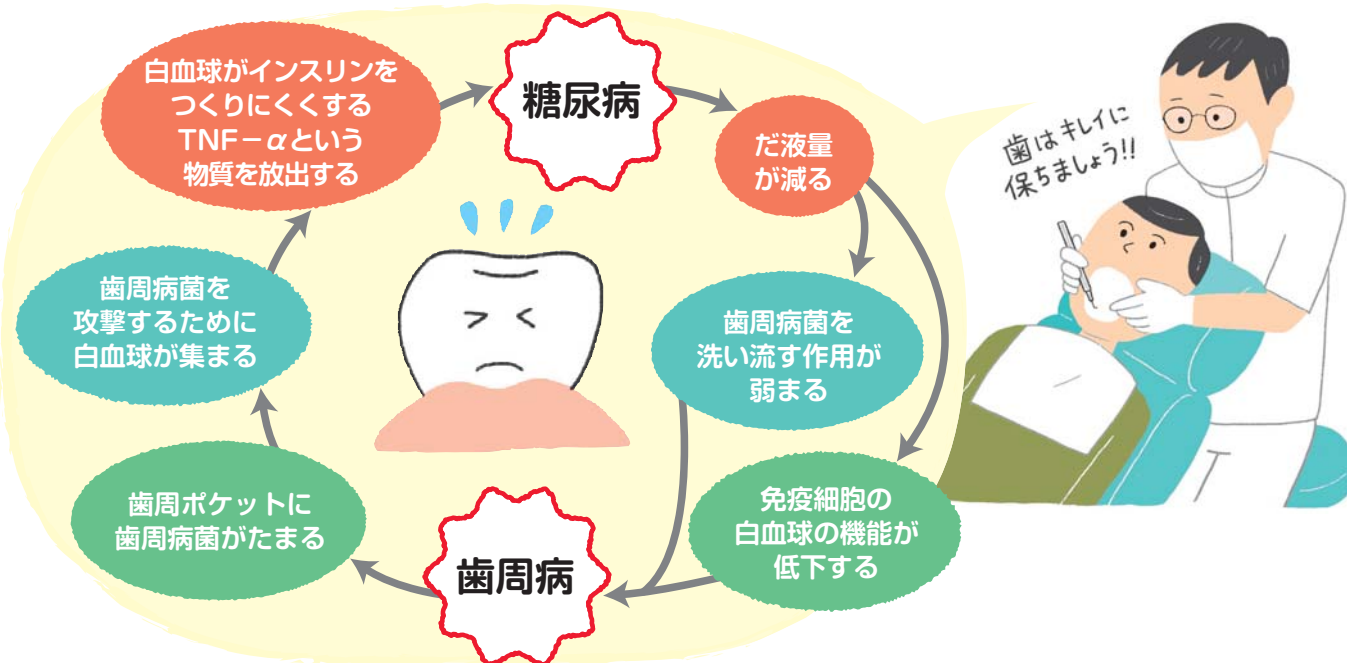 糖尿病
だ液量
が減る
歯周病菌を
洗い流す作用が
弱まる
免疫細胞の
白血球の機能が
低下する
歯周病
歯周ポケットに
歯周病菌がたまる
歯周病菌を
攻撃するために
白血球が集まる
白血球がインスリンを
つくりにくくする
TNF－αという
物質を放出する
歯はキレイに
保ちましょう!!